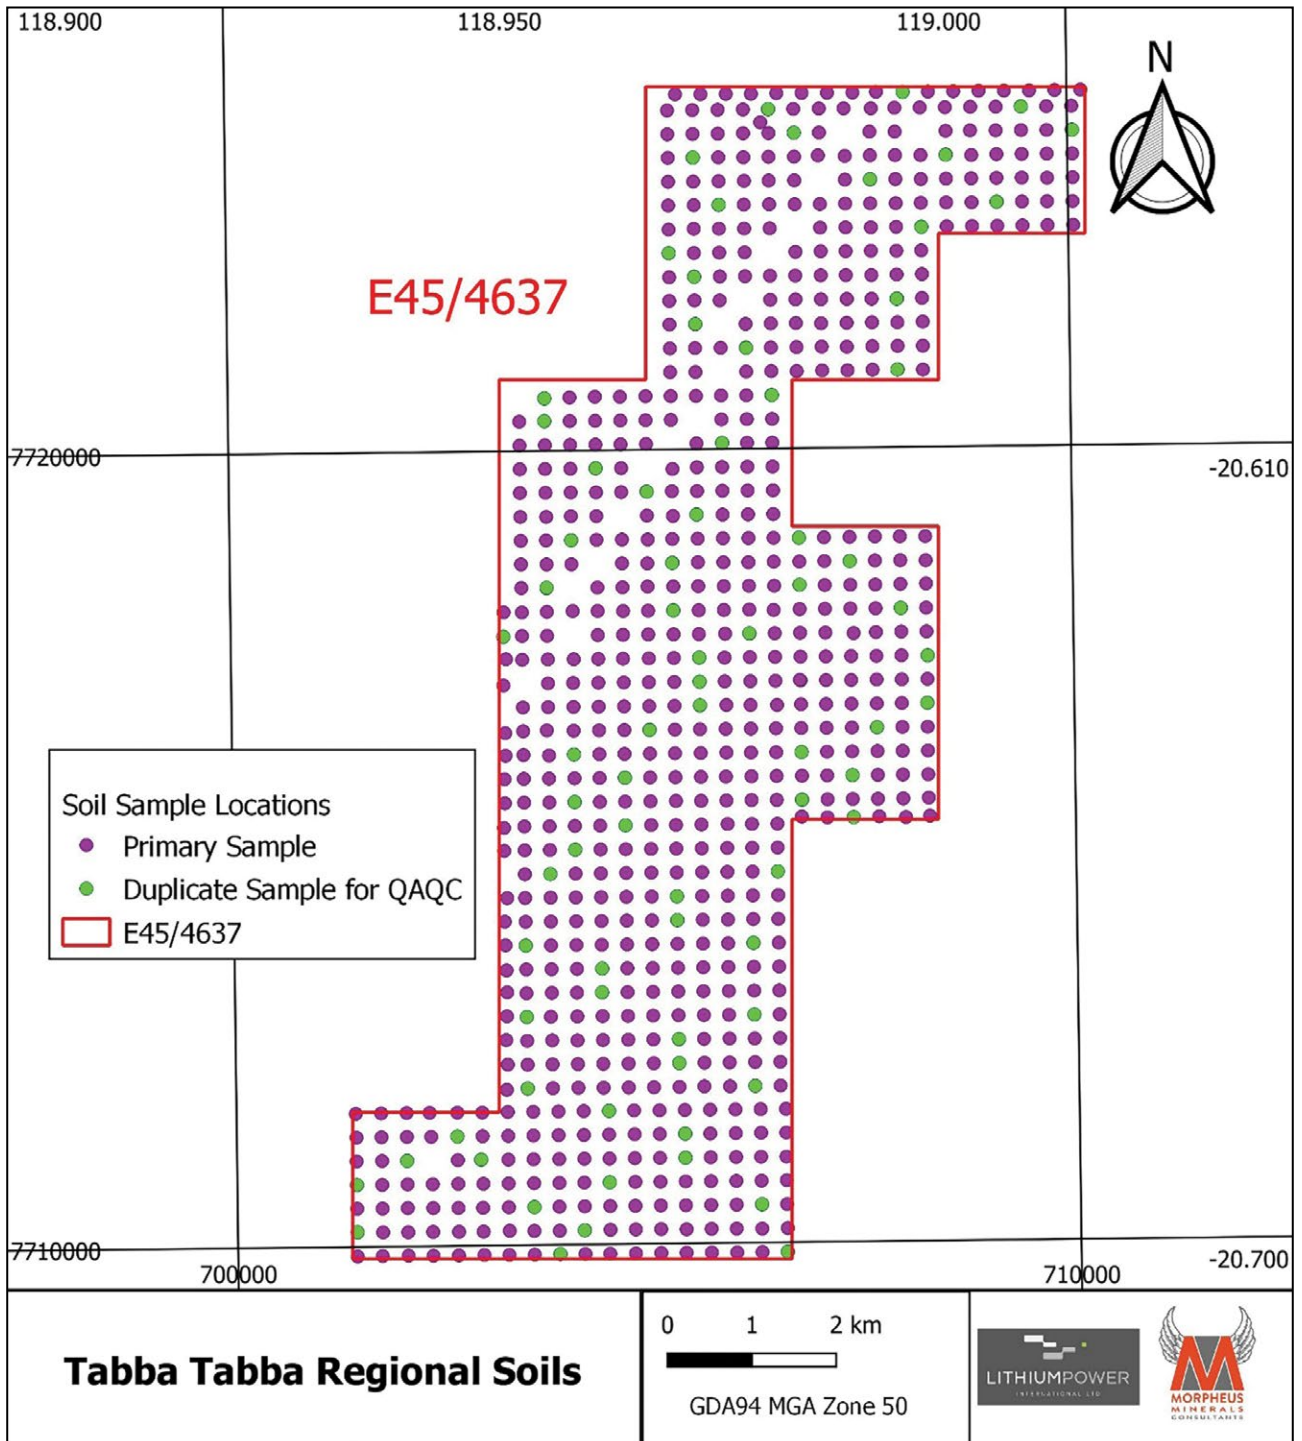 118.900 118.950 119.000
N
E45/4637
7720000
-20.610
Soil Sample Locations
Primary Sample
Duplicate Sample for QAQC
E45/4637
7710000
-20.700
700000 710000
Tabba Tabba Regional Soils
0 1 2 km
GDA94 MGA Zone 50
LITHIUMPOWER
INTERNATIONAL LTD
MORPHEUS
MINERALS
CONSULTANTS